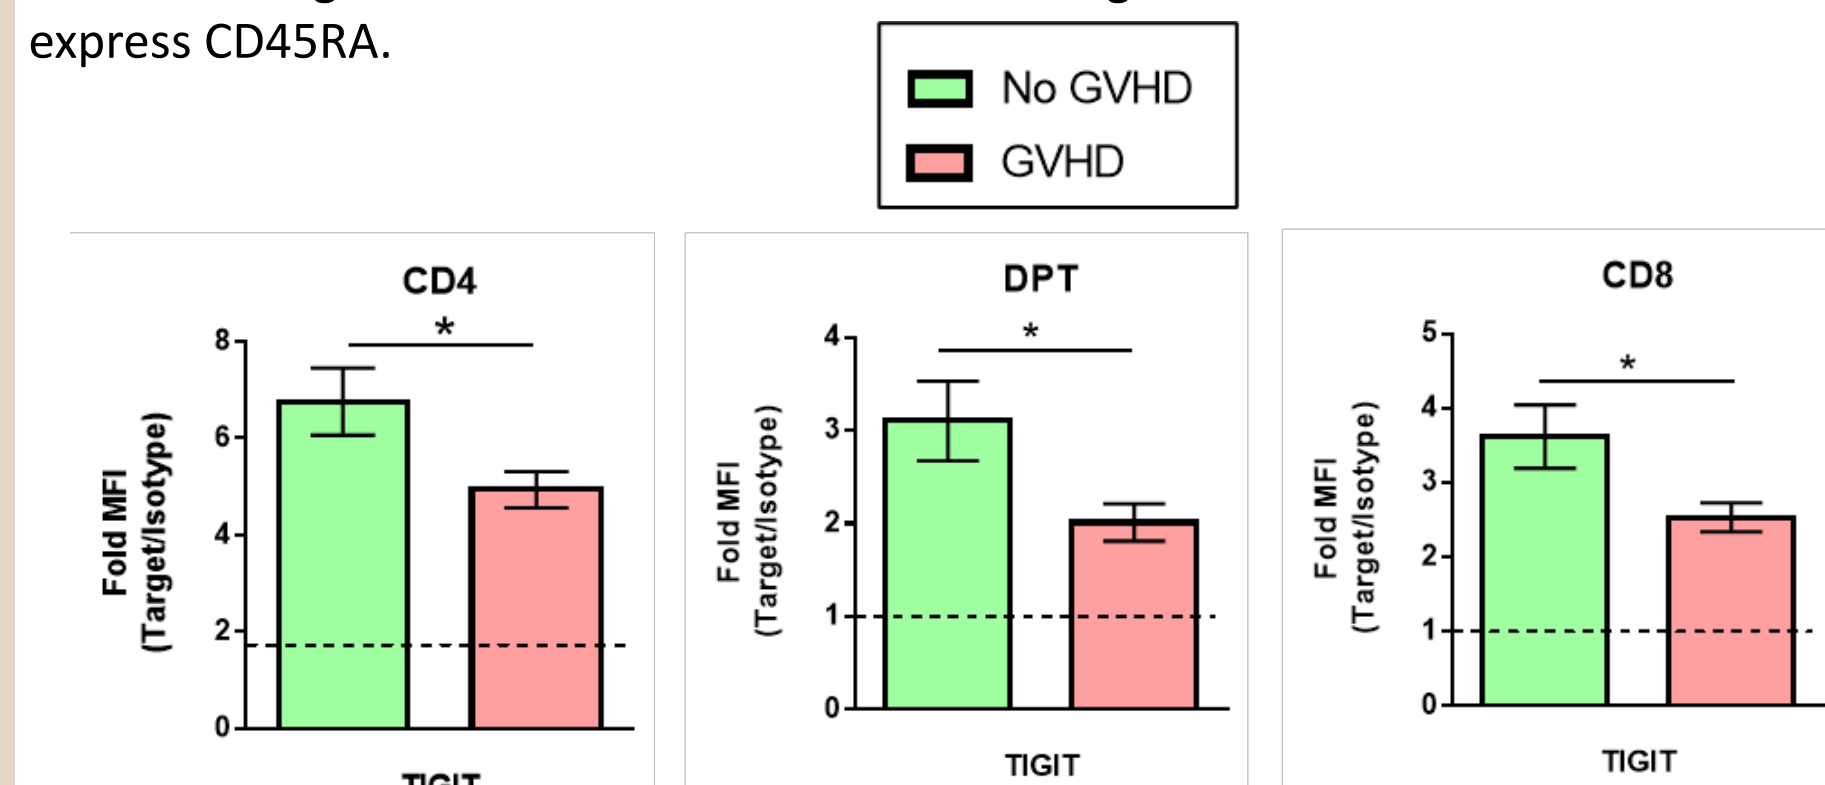 express CD45RA.
No GVHD
GVHD
CD4
*
8
6
4
2
0
Fold MFI
(Target/Isotype)
TIGIT
DPT
*
4
3
2
1
0
Fold MFI
(Target/Isotype)
TIGIT
CD8
*
5
4
3
2
1
0
Fold MFI
(Target/Isotype)
TIGIT